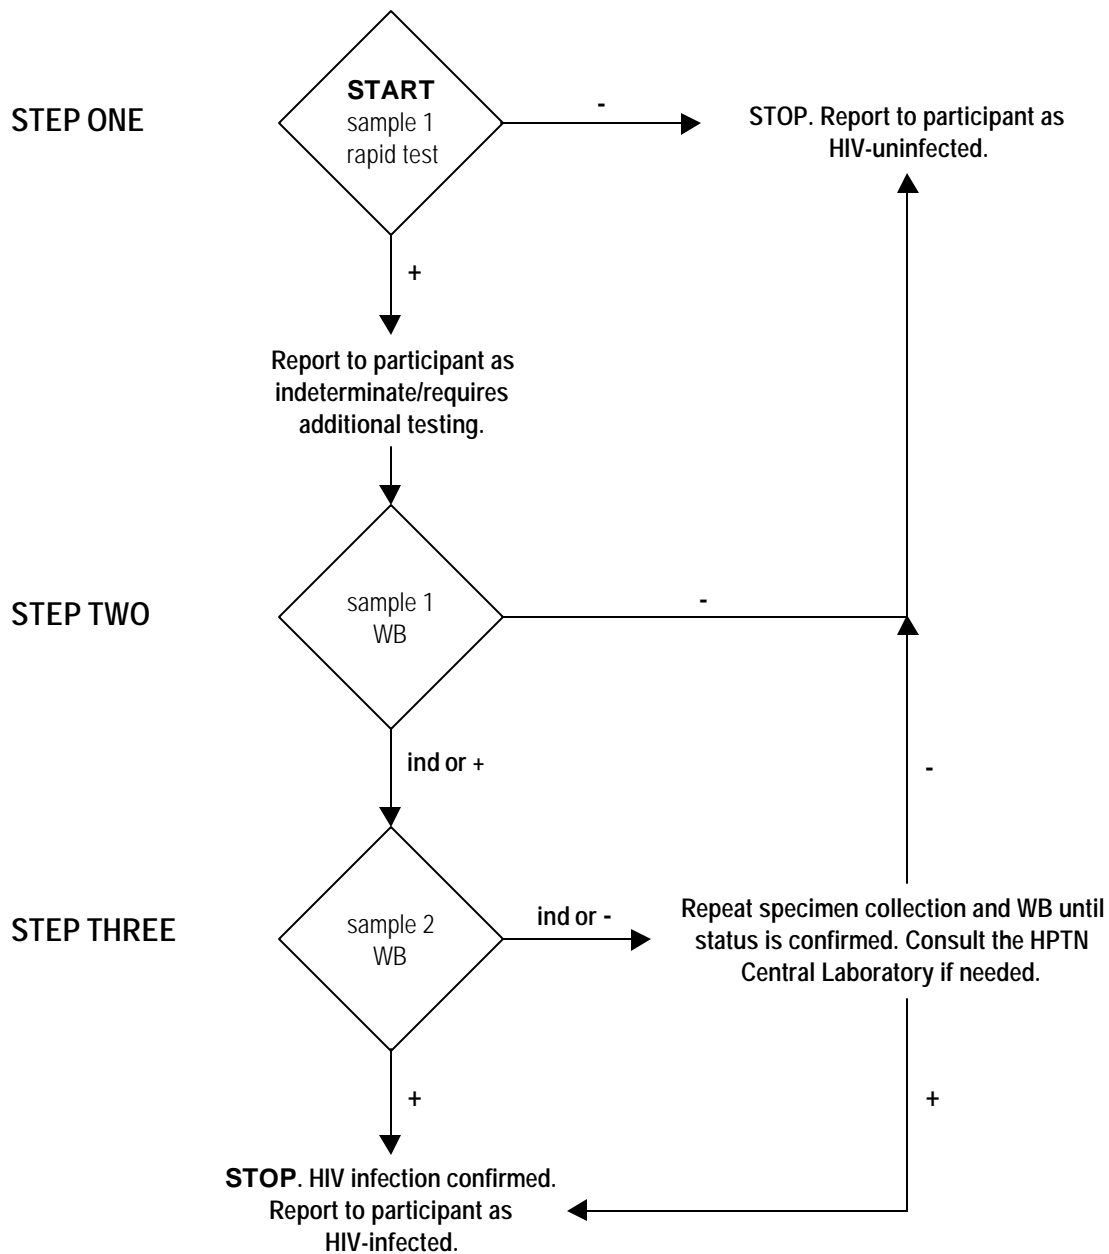 STEP ONE
START
sample 1
rapid test
-
STOP. Report to participant as
HIV-uninfected.
+
Report to participant as
indeterminate/requires
additional testing.
STEP TWO
sample 1
WB
-
ind or +
-
STEP THREE
sample 2
WB
ind or -
Repeat specimen collection and WB until
status is confirmed. Consult the HPTN
Central Laboratory if needed.
+
+
STOP. HIV infection confirmed.
Report to participant as
HIV-infected.